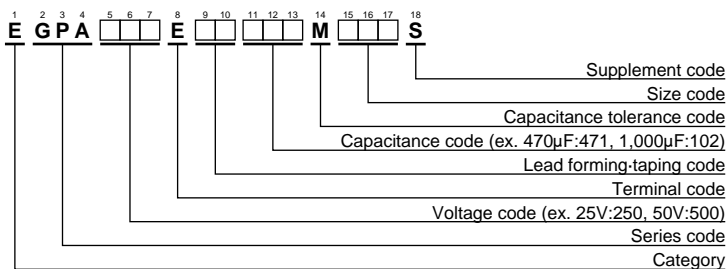 1 2 3 4 5 6 7 8 9 10 11 12 13 14 15 16 17 18
E GPA E M S
Supplement code
Size code
Capacitance tolerance code
Capacitance code (ex. 470µF:471, 1,000µF:102)
Lead forming·taping code
Terminal code
Voltage code (ex. 25V:250, 50V:500)
Series code
Category